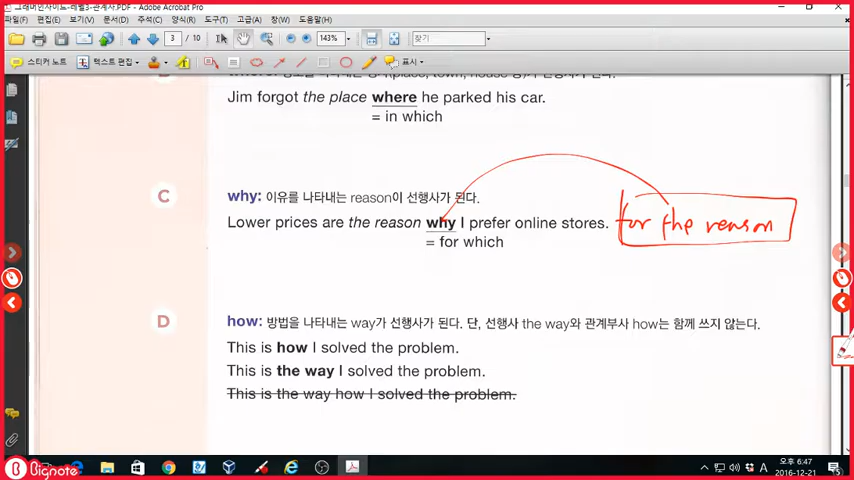 그래머인사이드-레벨3-관계사.PDF - Adobe Acrobat Pro
파일(F) 편집(E) 보기(V) 문서(D) 주석(C) 양식(R) 도구(T) 고급(A) 창(W) 도움말(H)
3 / 10 143% 찾기
스티커 노트 텍스트 편집 표시
Jim forgot the place where he parked his car.
= in which
C
why: 이유를 나타내는 reason이 선행사가 된다.
Lower prices are the reason why I prefer online stores. for the reason
= for which
D
how: 방법을 나타내는 way가 선행사가 된다. 단, 선행사 the way와 관계부사 how는 함께 쓰지 않는다.
This is how I solved the problem.
This is the way I solved the problem.
This is the way how I solved the problem.
Bignote
A 오후 6:47
2016-12-21